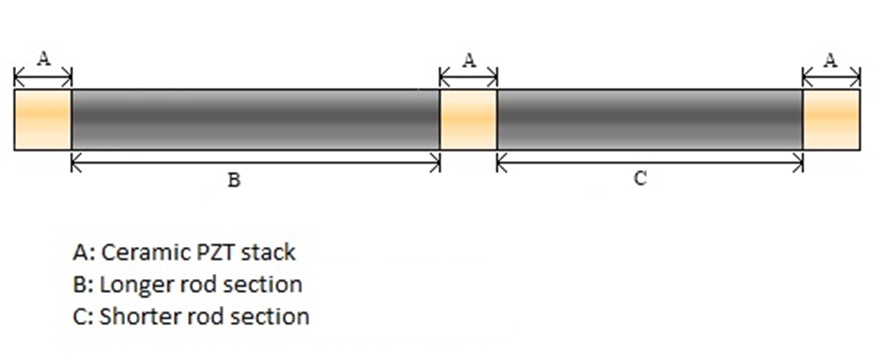 A A A
B C
A: Ceramic PZT stack
B: Longer rod section
C: Shorter rod section